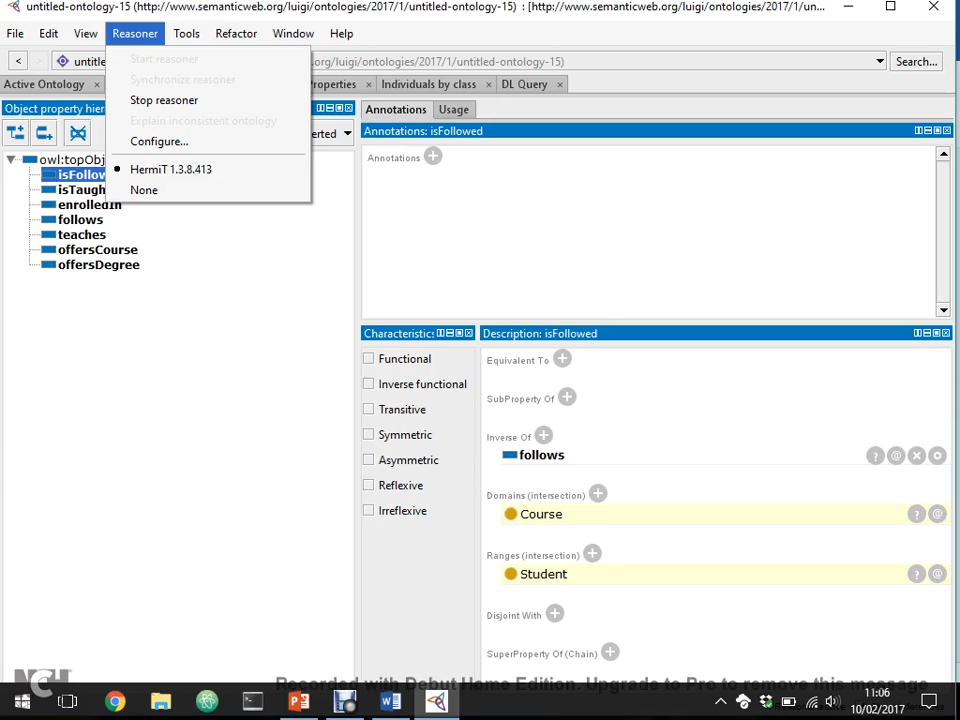 untitled-ontology-15 (http://www.semanticweb.org/luigi/ontologies/2017/1/untitled-ontology-15) : [http://www.semanticweb.org/luigi/ontologies/2017/1/un...
File Edit View Reasoner Tools Refactor Window Help
< > untitle .org/luigi/ontologies/2017/1/untitled-ontology-15) Search...
Active Ontology × roperties × Individuals by class × DL Query ×
Start reasoner
Synchronize reasoner
Stop reasoner
Explain inconsistent ontology
Configure...
HermiT 1.3.8.413
None
Object property hier
erted
owl:topObj
isFollow
isTaugh
enrolledIn
follows
teaches
offersCourse
offersDegree
Annotations Usage
Annotations: isFollowed
Annotations
Characteristic:
Functional
Inverse functional
Transitive
Symmetric
Asymmetric
Reflexive
Irreflexive
Description: isFollowed
Equivalent To
SubProperty Of
Inverse Of
follows
Domains (intersection)
Course
Ranges (intersection)
Student
Disjoint With
SuperProperty Of (Chain)
NCH
Recorded with Debut Home Edition. Upgrade to Pro to remove this message
11:06
10/02/2017